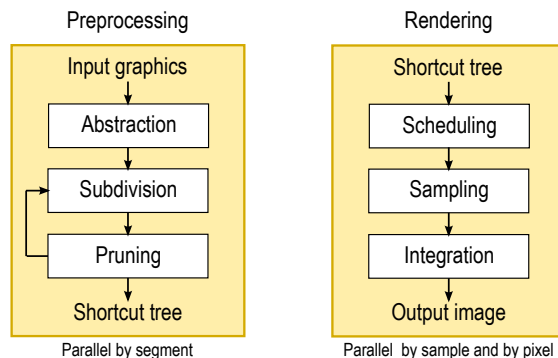 Preprocessing
Input graphics
Abstraction
Subdivision
Pruning
Shortcut tree
Parallel by segment
Rendering
Shortcut tree
Scheduling
Sampling
Integration
Output image
Parallel by sample and by pixel